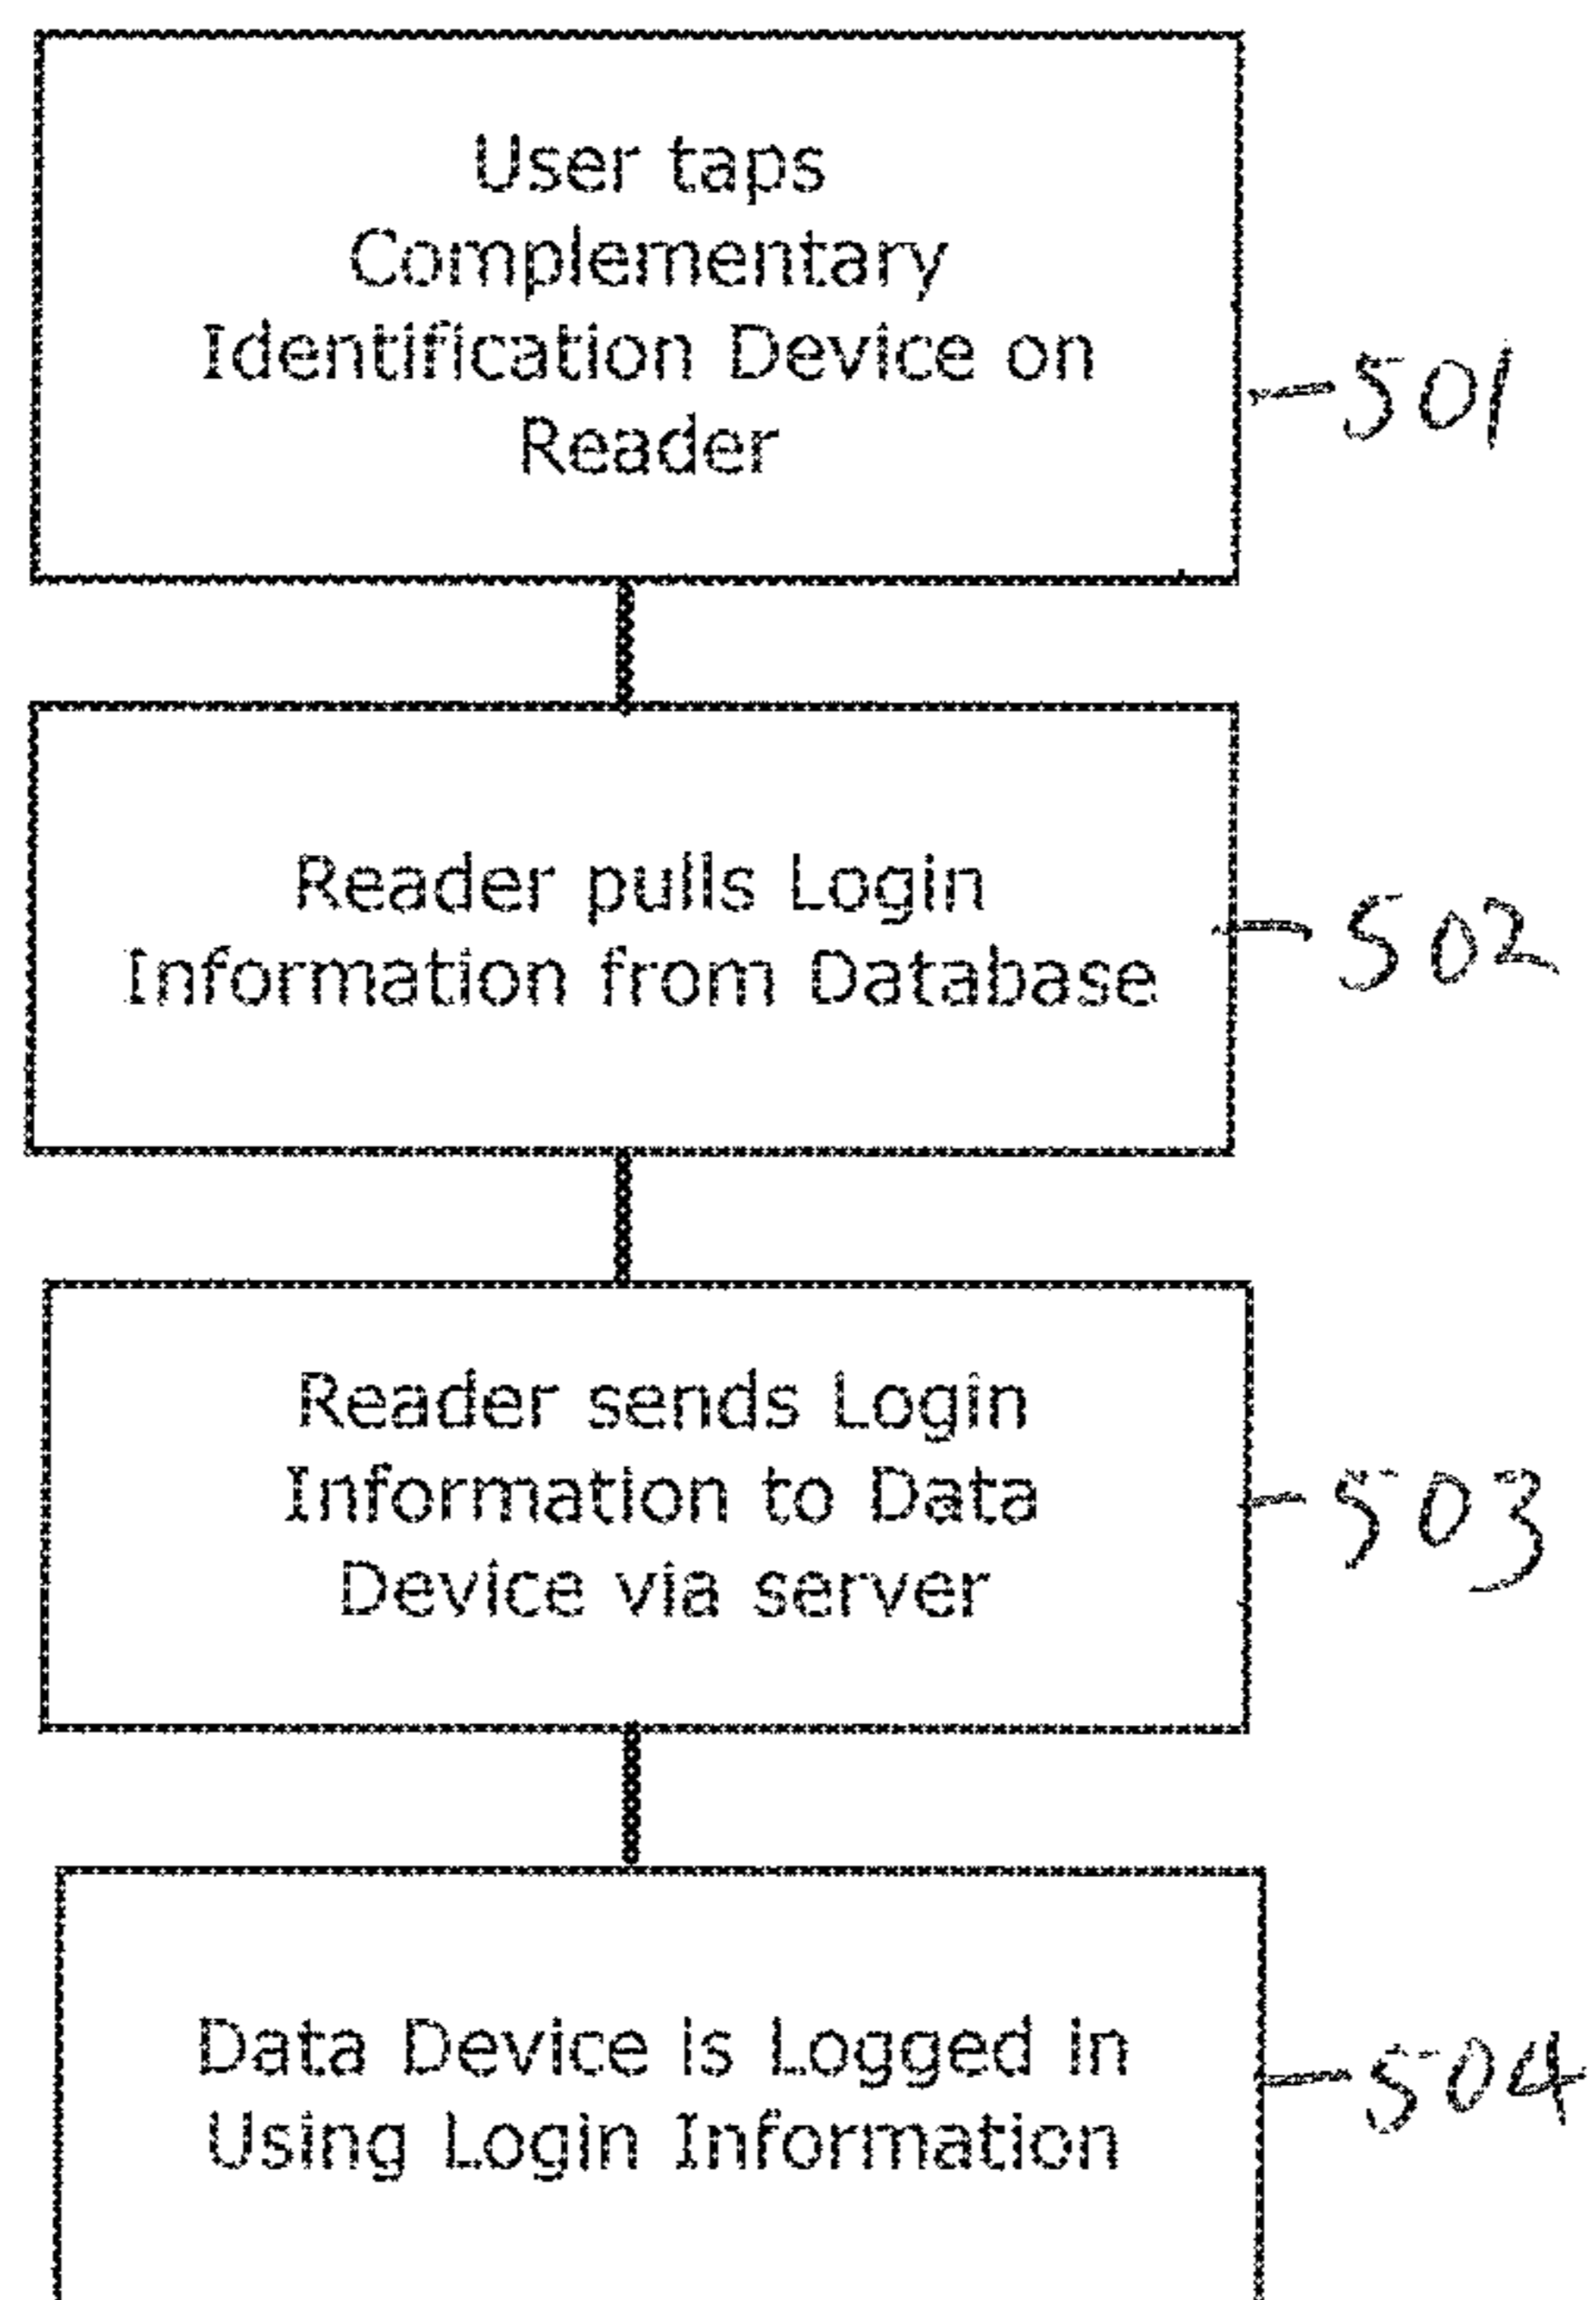 User taps
Complementary
Identification Device on
Reader
501
Reader pulls Login
Information from Database
502
Reader sends Login
Information to Data
Device via server
503
Data Device is Logged in
Using Login Information
504